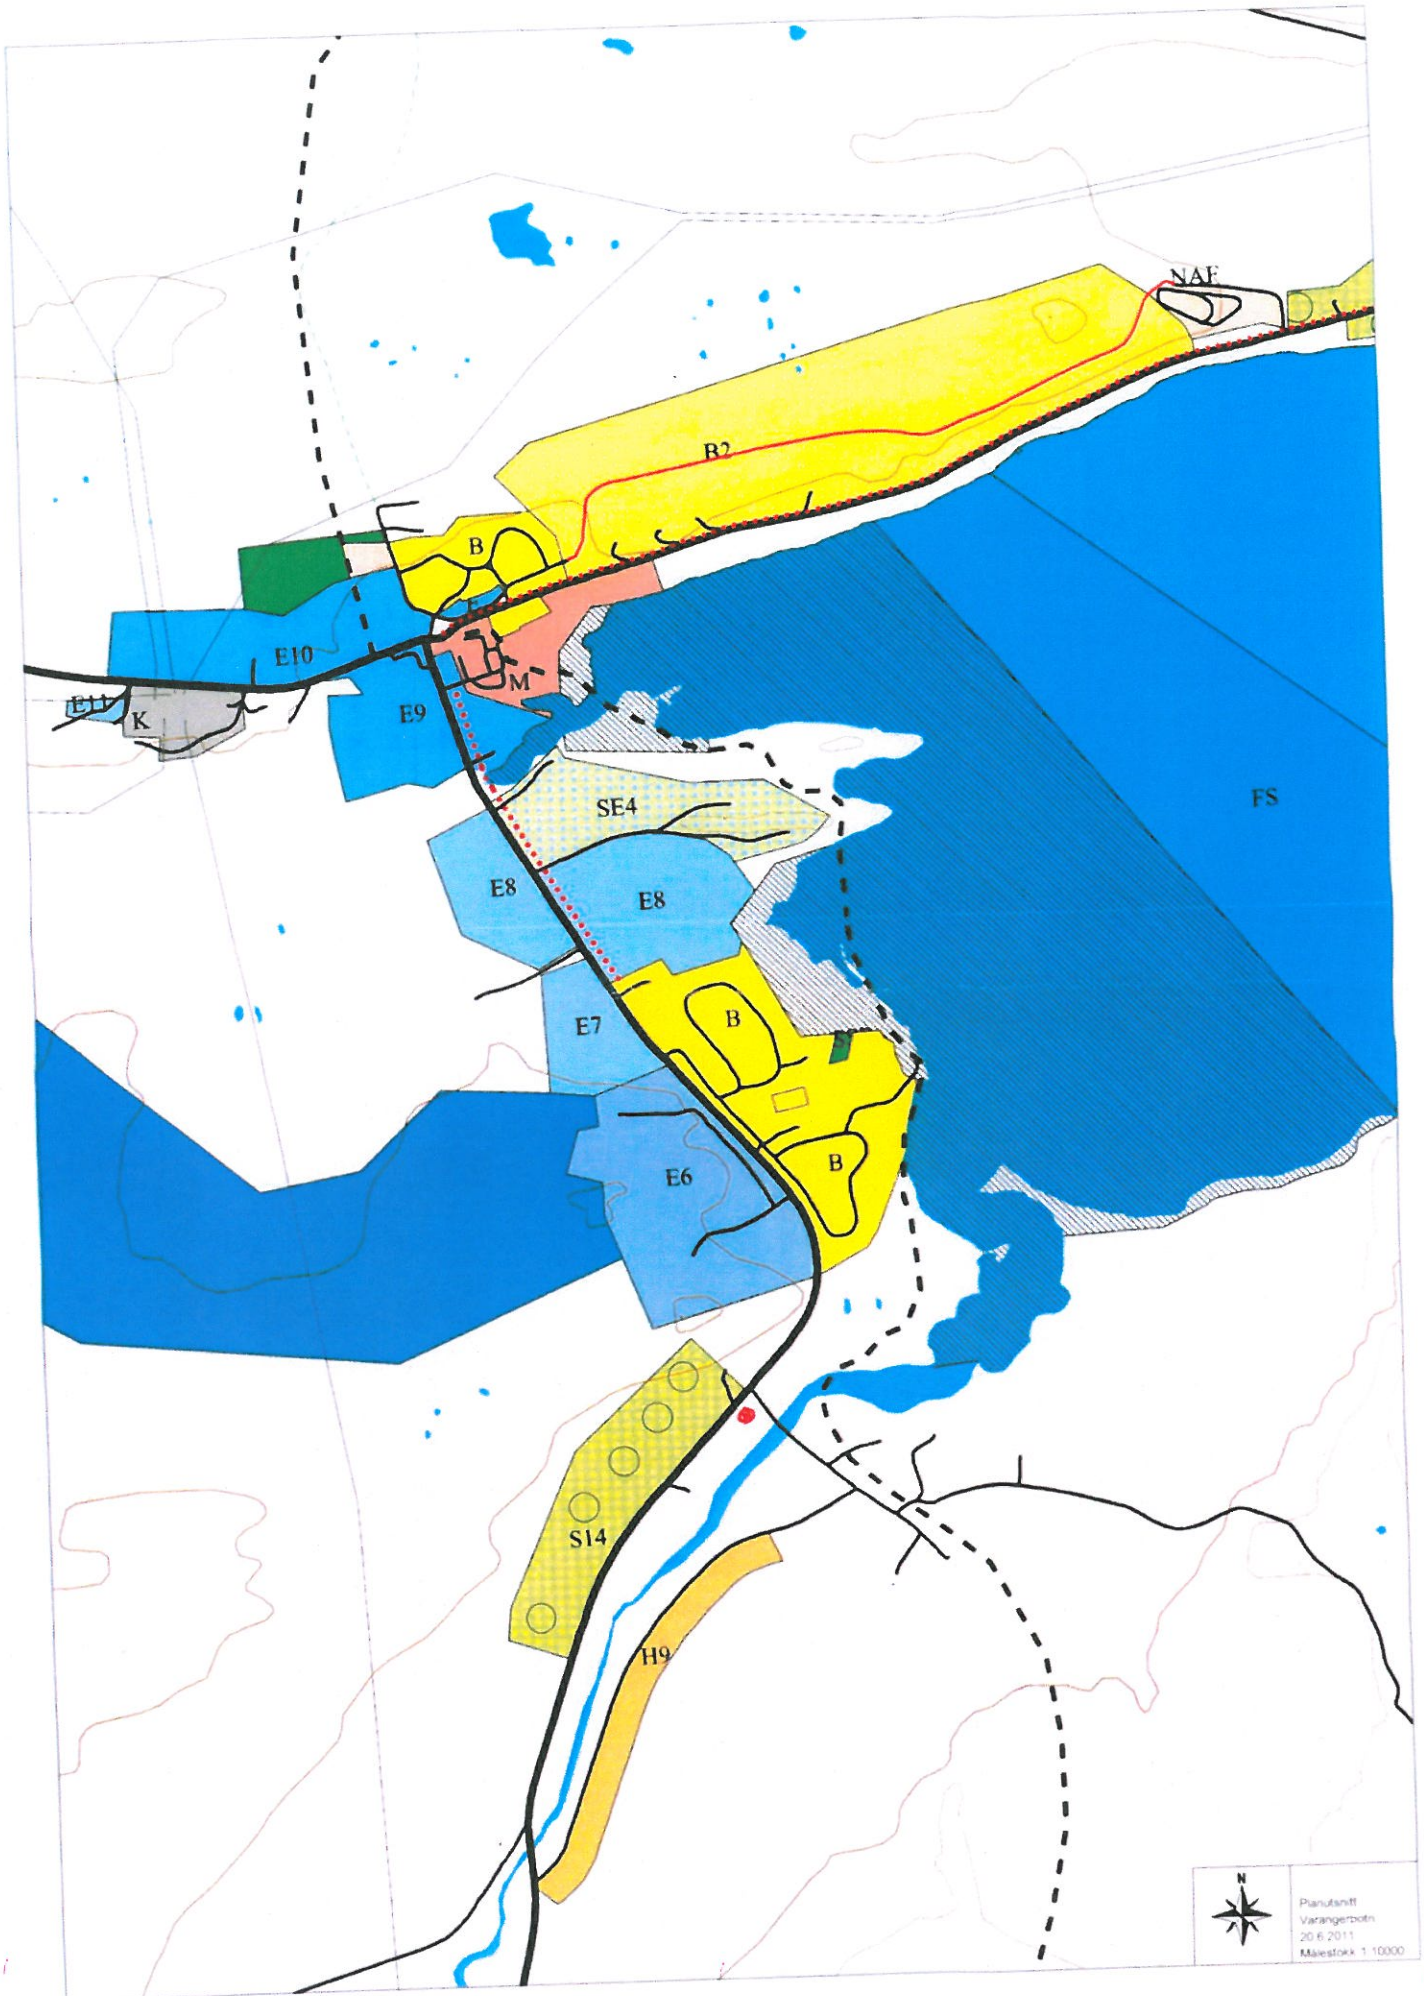 NAF
B2
B
E
E10
M
E11
K
E9
SE4
FS
E8
E8
E7
B
E6
B
S14
H9
N
Planutsnitt
Varangerbotn
20.6.2011
Målestokk 1:10000